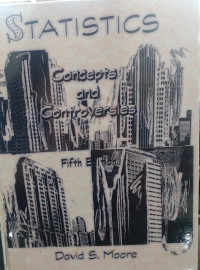 STATISTICS
Concepts
and
Controversies
Fifth Edition
David S. Moore